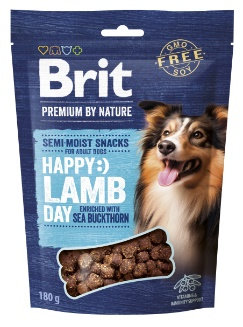 Brit
PREMIUM BY NATURE
GMO
FREE
SOY
SEMI-MOIST SNACKS
FOR ADULT DOGS
HAPPY:)
LAMB
DAY
ENRICHED WITH
SEA BUCKTHORN
180 g